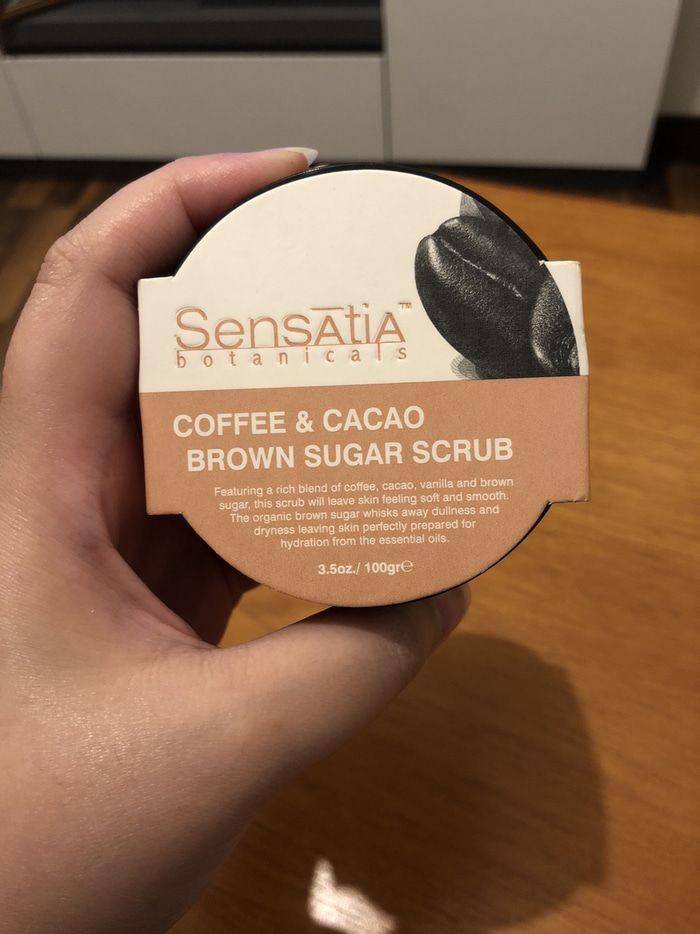 SensAtiA™
botanicals
COFFEE & CACAO
BROWN SUGAR SCRUB
Featuring a rich blend of coffee, cacao, vanilla and brown
sugar, this scrub will leave skin feeling soft and smooth.
The organic brown sugar whisks away dullness and
dryness leaving skin perfectly prepared for
hydration from the essential oils.
3.5oz./ 100gr℮